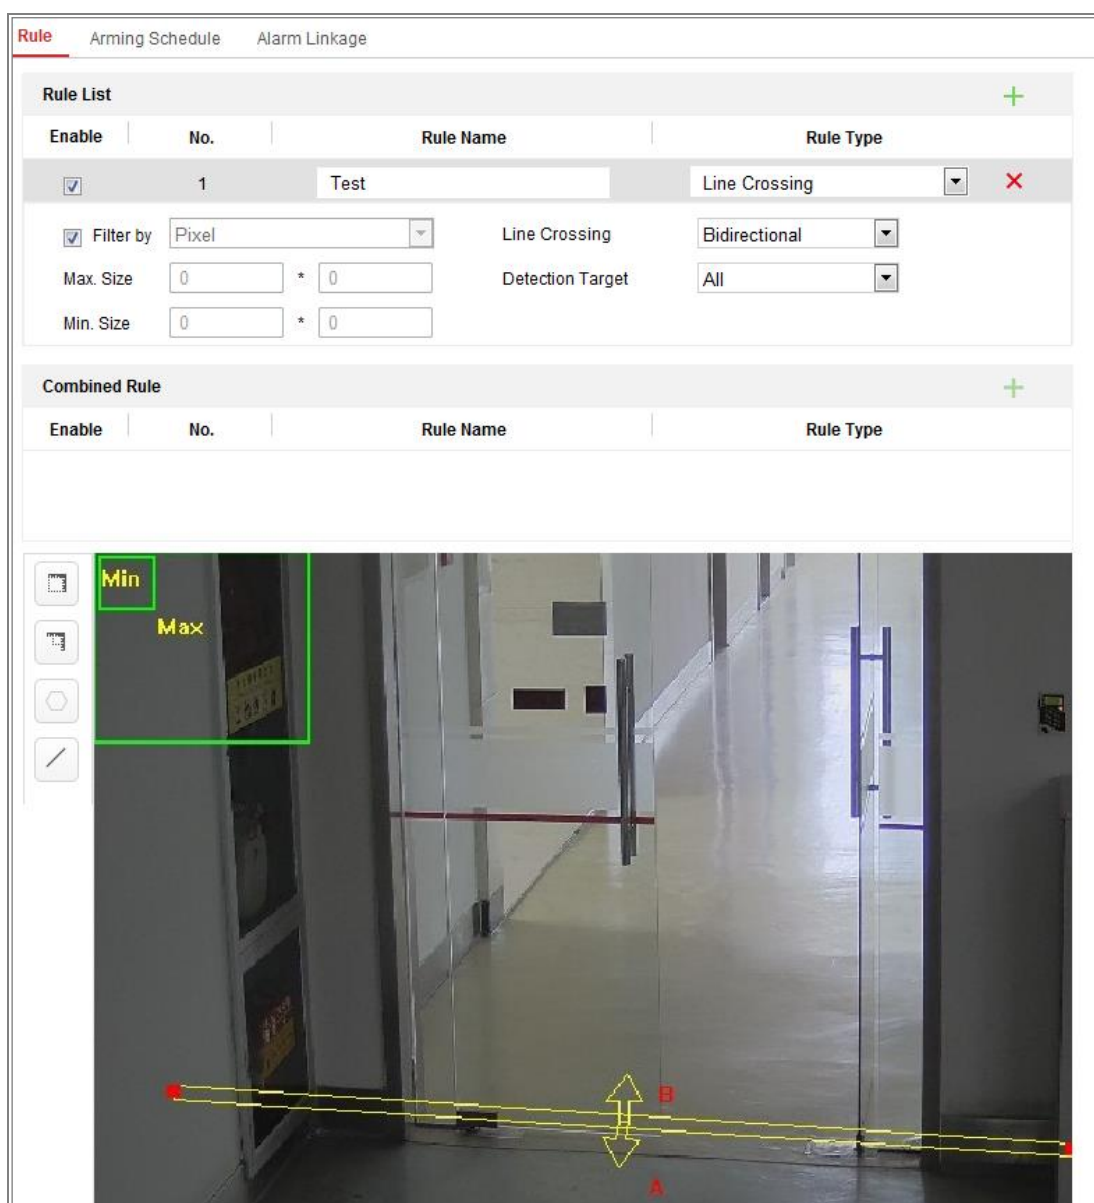 Rule Arming Schedule Alarm Linkage
Rule List +
Enable No. Rule Name Rule Type
1 Test Line Crossing
Filter by Pixel Line Crossing Bidirectional
Max. Size 0 * 0 Detection Target All
Min. Size 0 * 0
Combined Rule +
Enable No. Rule Name Rule Type
Min
Max
B
A